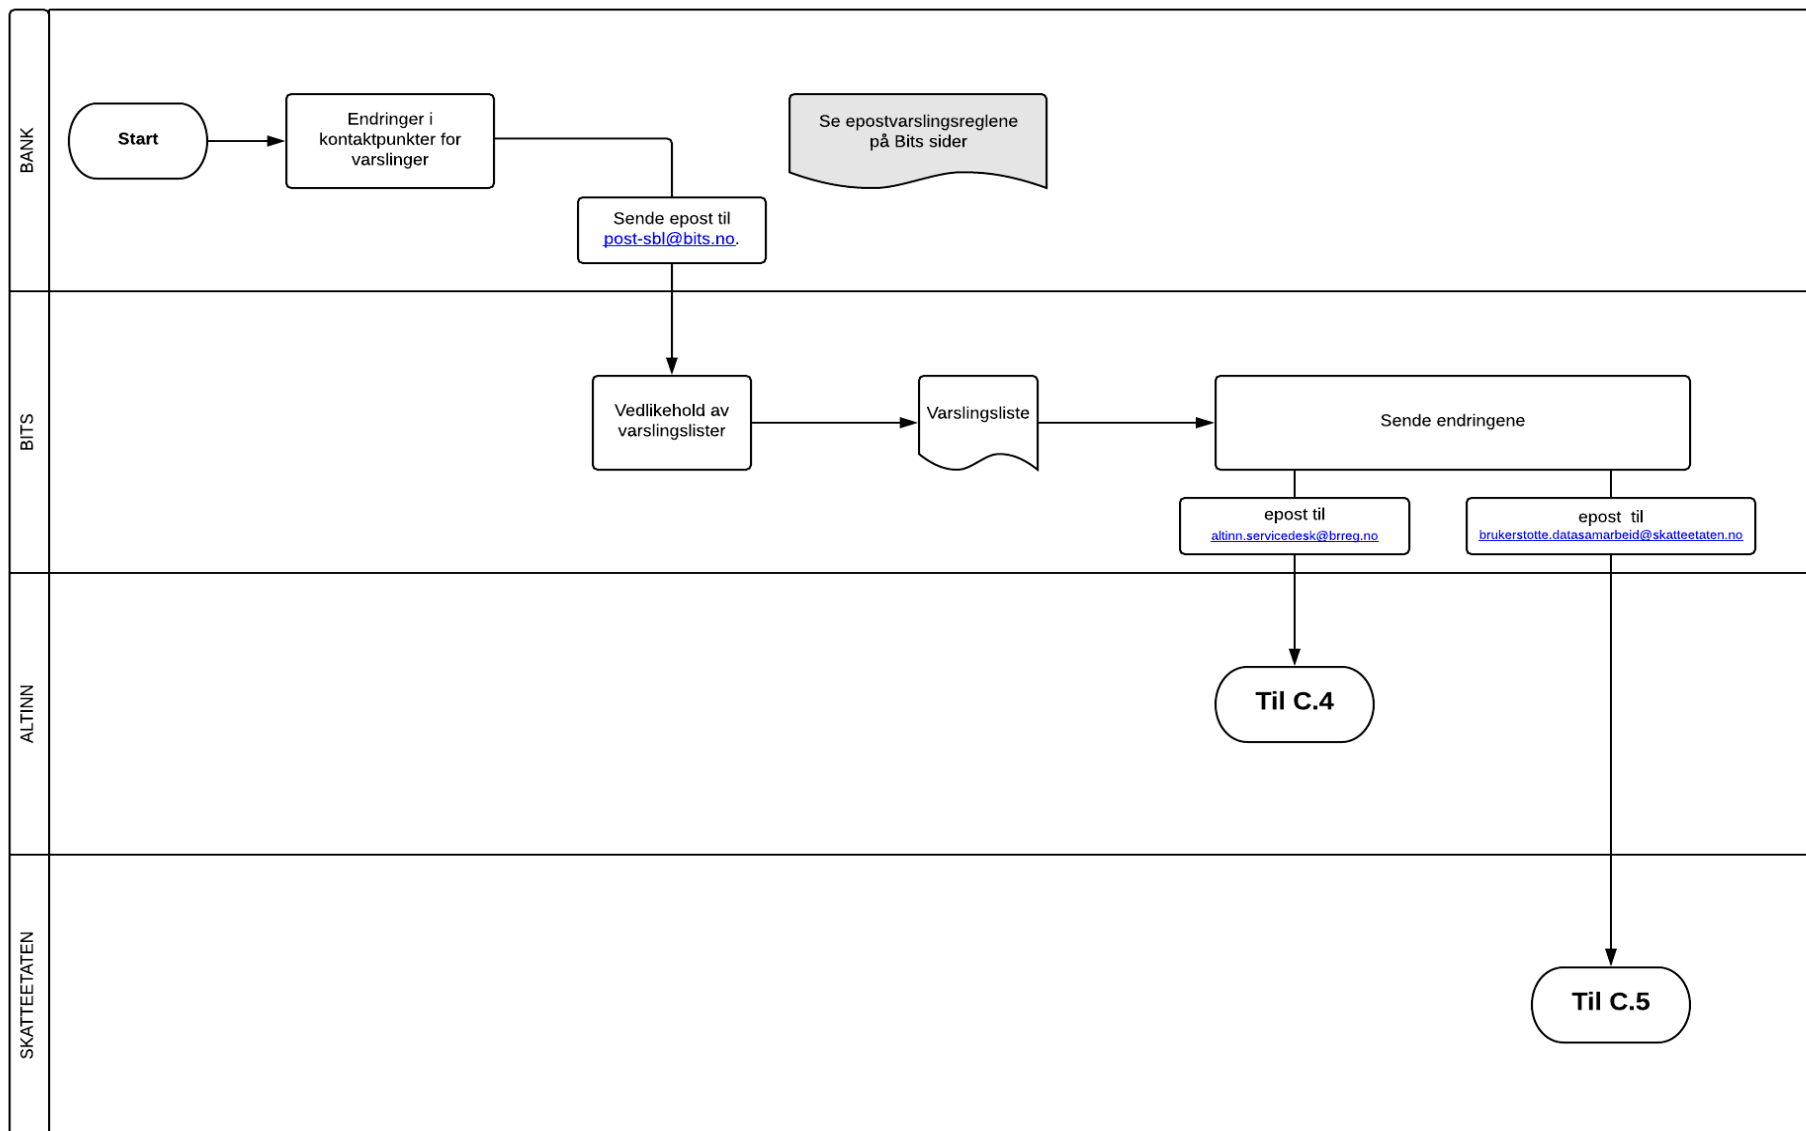 BANK
Start
Endringer i
kontaktpunkter for
varslinger
Se epostvarslingsreglene
på Bits sider
Sende epost til
post-sbl@bits.no.
BITS
Vedlikehold av
varslingslister
Varslingsliste
Sende endringene
epost til
altinn.servicedesk@brreg.no
epost til
brukerstotte.datasamarbeid@skatteetaten.no
ALTINN
Til C.4
SKATTEETATEN
Til C.5